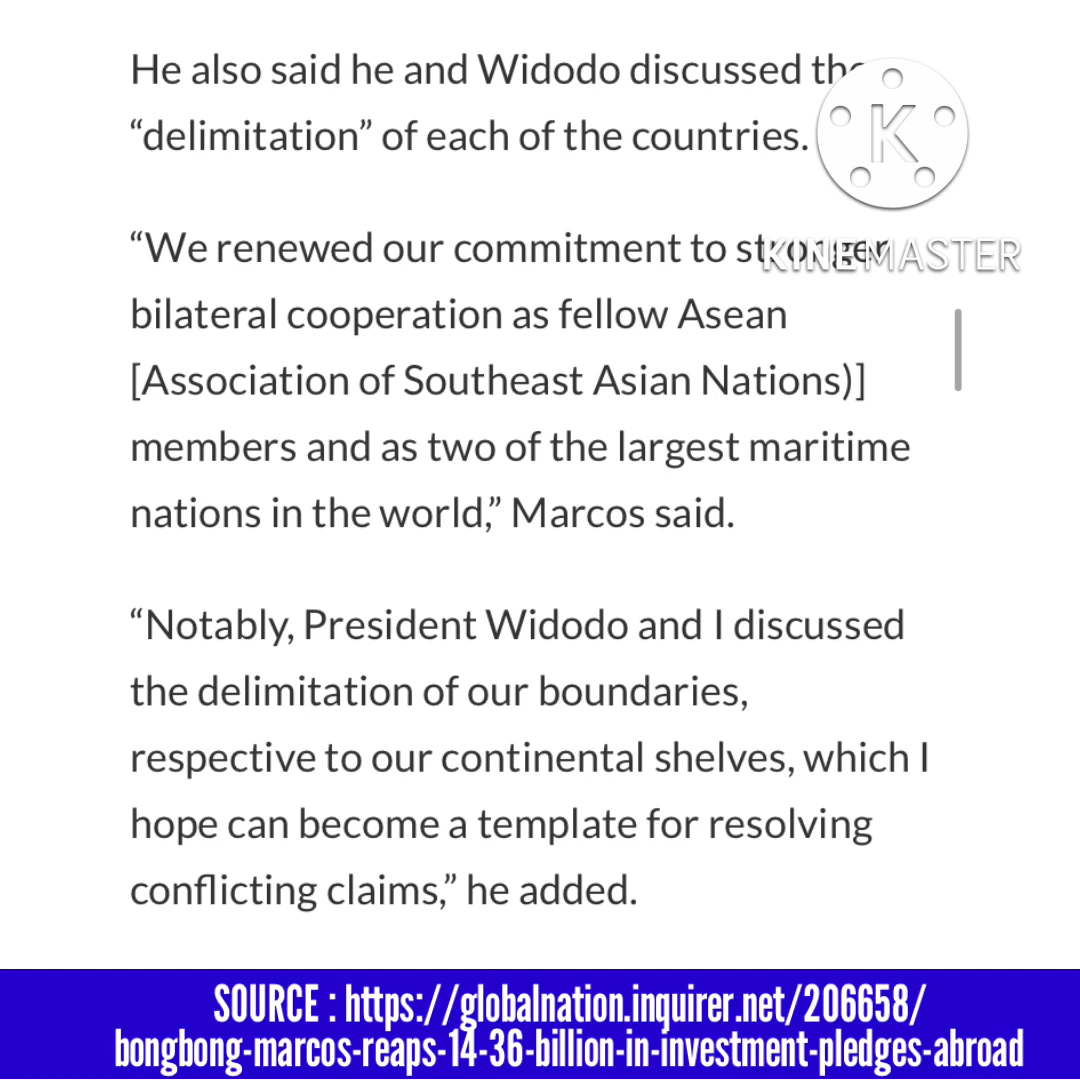 He also said he and Widodo discussed the
“delimitation” of each of the countries.
K
KINEMASTER
“We renewed our commitment to stronger
bilateral cooperation as fellow Asean
[Association of Southeast Asian Nations)]
members and as two of the largest maritime
nations in the world,” Marcos said.
“Notably, President Widodo and I discussed
the delimitation of our boundaries,
respective to our continental shelves, which I
hope can become a template for resolving
conflicting claims,” he added.
SOURCE : https://globalnation.inquirer.net/206658/
bongbong-marcos-reaps-14-36-billion-in-investment-pledges-abroad